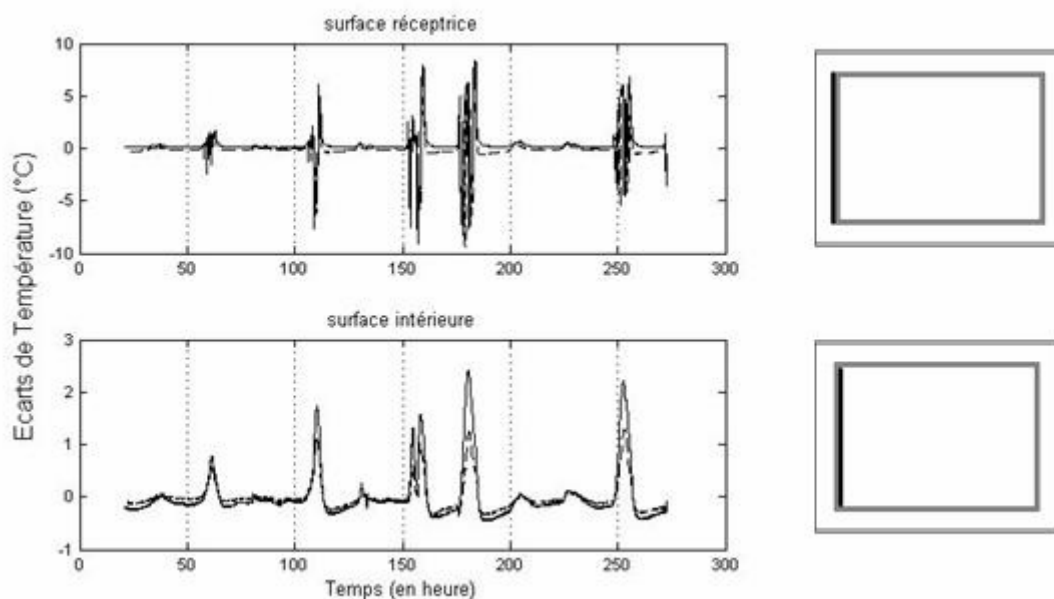 surface réceptrice
10
5
0
-5
-10
0 50 100 150 200 250 300
Ecarts de Température (°C)
surface intérieure
3
2
1
0
-1
0 50 100 150 200 250 300
Temps (en heure)